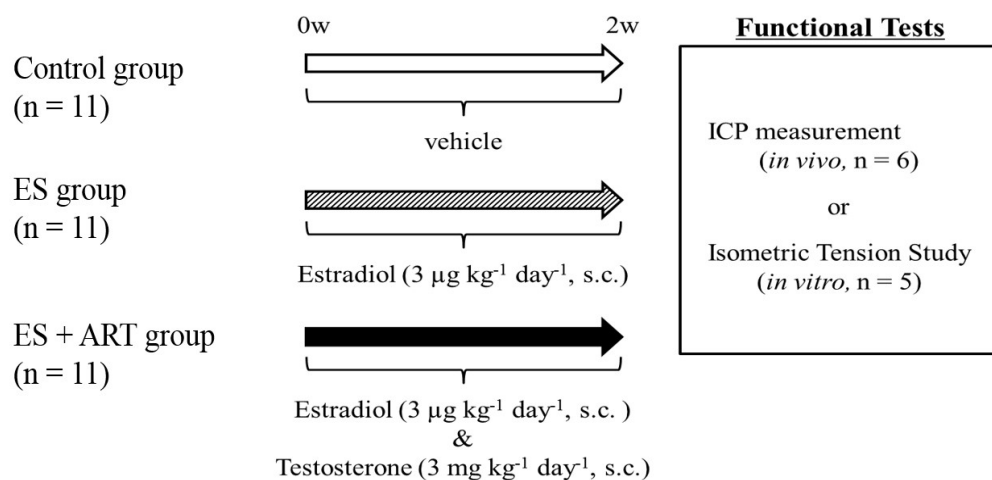 0w 2w
Control group
(n = 11)
vehicle
ES group
(n = 11)
Estradiol (3 μg kg⁻¹ day⁻¹, s.c.)
ES + ART group
(n = 11)
Estradiol (3 μg kg⁻¹ day⁻¹, s.c. )
&
Testosterone (3 mg kg⁻¹ day⁻¹, s.c.)
Functional Tests
ICP measurement
(in vivo, n = 6)
or
Isometric Tension Study
(in vitro, n = 5)